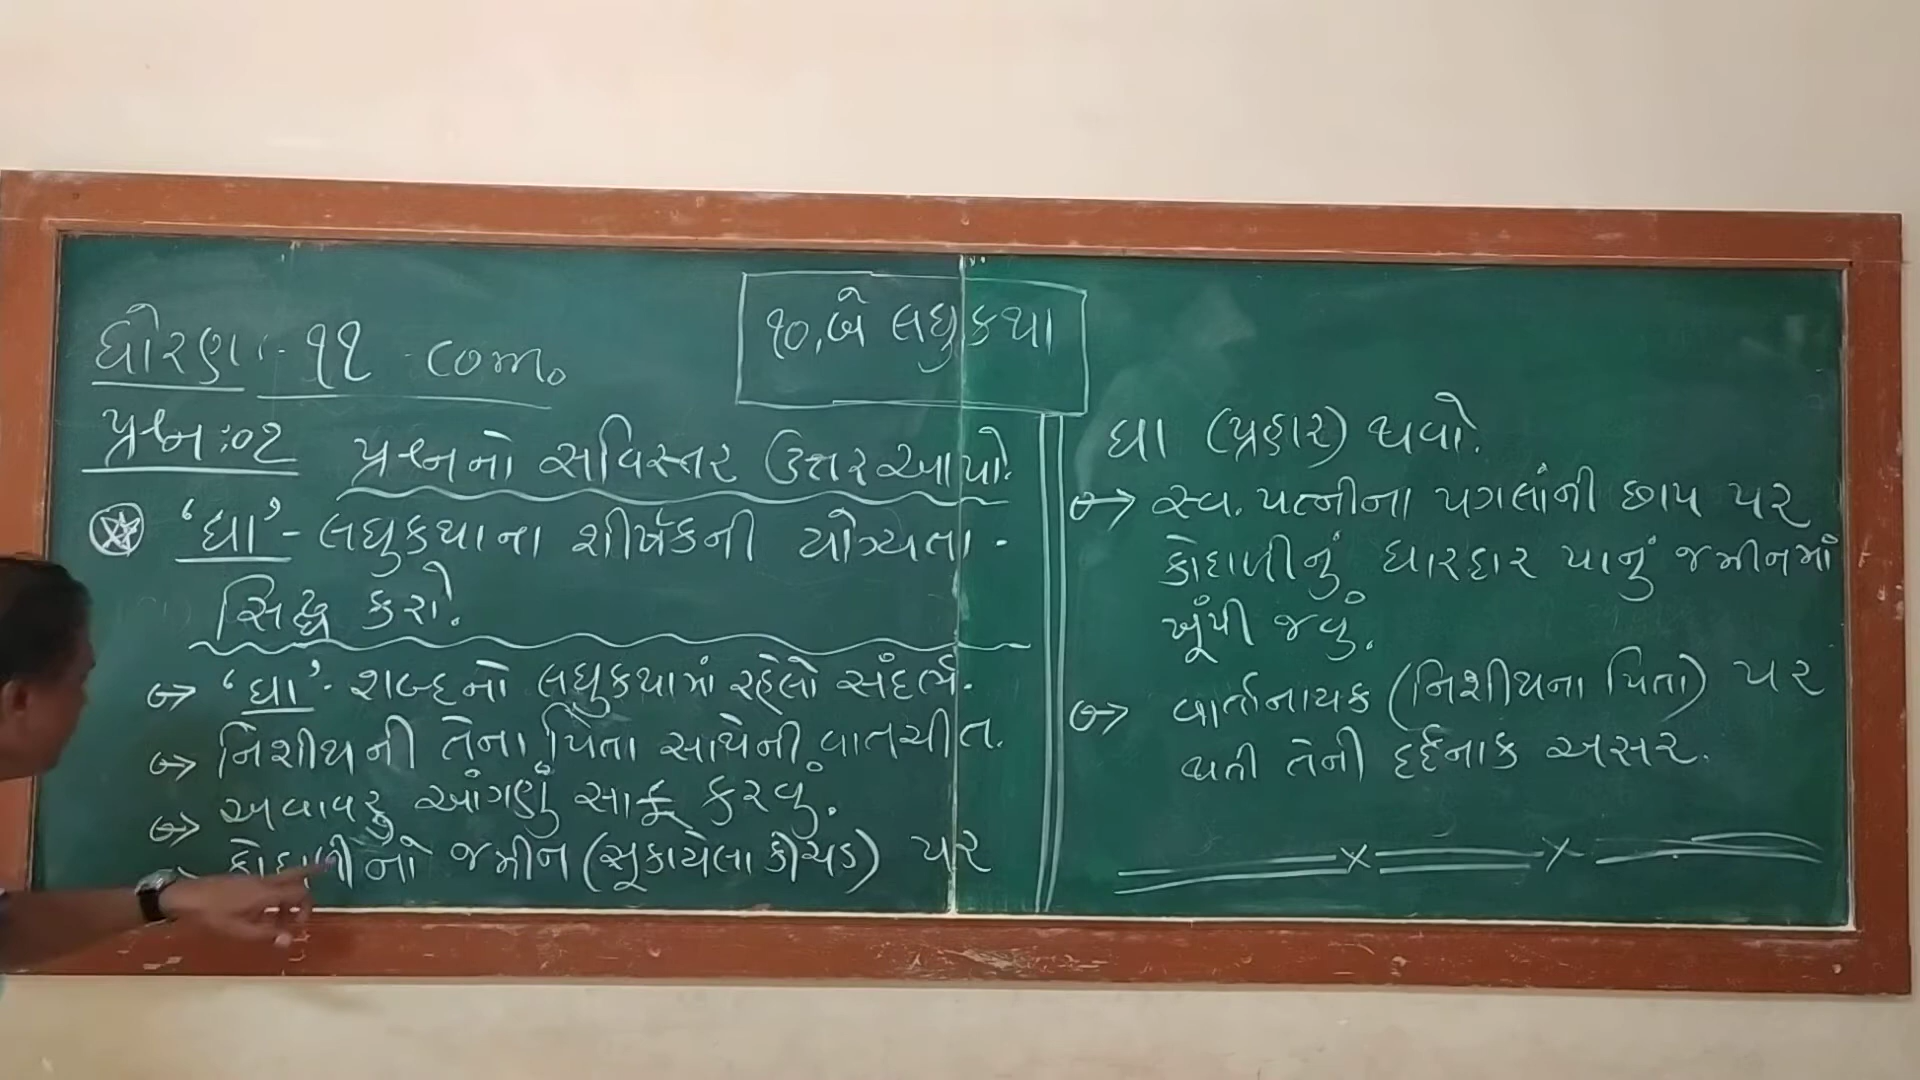 ૧૦. બે લઘુકથા
ધોરણ :- ૧૧ com.
પ્રશ્ન:૦૨ પ્રશ્નનો સવિસ્તર ઉત્તર આપો.
'ઘા' - લઘુકથાના શીર્ષકની યોગ્યતા -
સિદ્ધ કરો.
'ઘા' - શબ્દનો લઘુકથામાં રહેલો સંદર્ભ.
નિશીથની તેના પિતા સાથેની વાતચીત.
અવાવરુ આંગણું સાફ કરવું.
કોદાળીનો જમીન (સૂકાયેલા કીચડ) પર
ઘા (પ્રહાર) થવો.
સ્વ. પત્નીના પગલાંની છાપ પર
કોદાળીનું ધારદાર પાનું જમીનમાં
ખૂંપી જવું.
વાર્તાનાયક (નિશીથના પિતા) પર
થતી તેની દર્દનાક અસર.